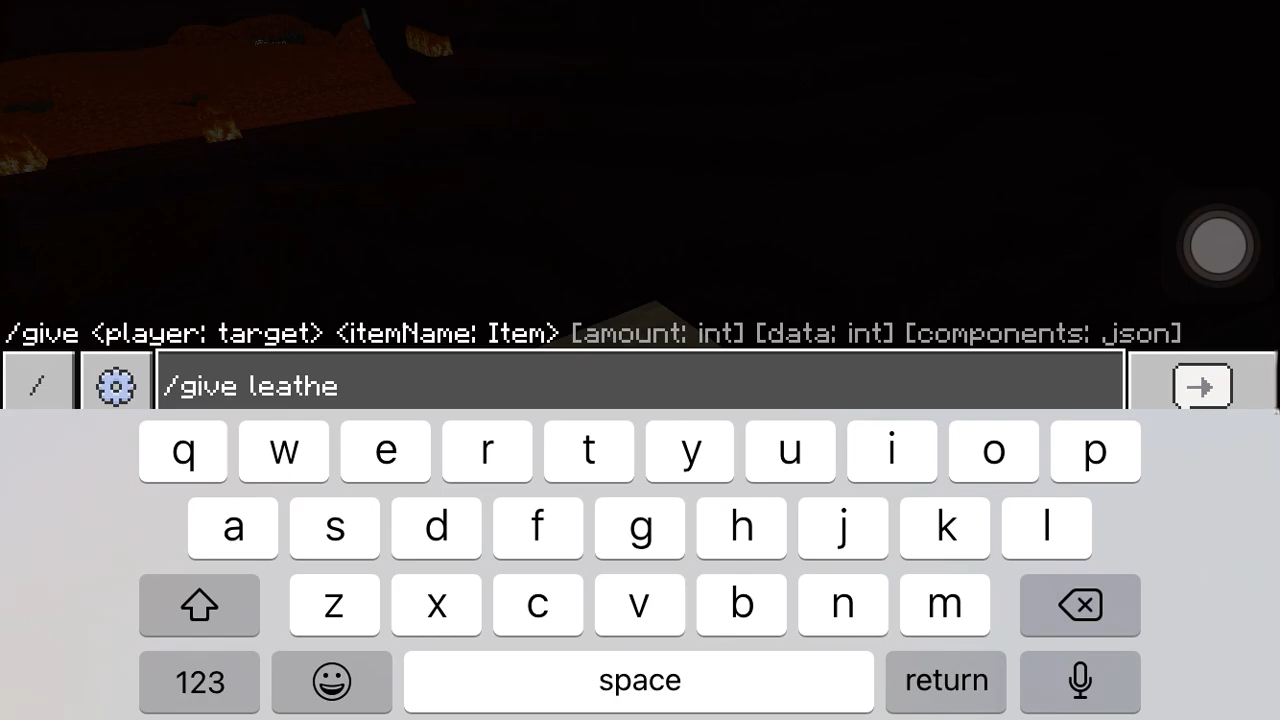 /give <player: target> <itemName: Item> [amount: int] [data: int] [components: .json]
/ /give leathe
q w e r t y u i o p
a s d f g h j k l
z x c v b n m
123 space return